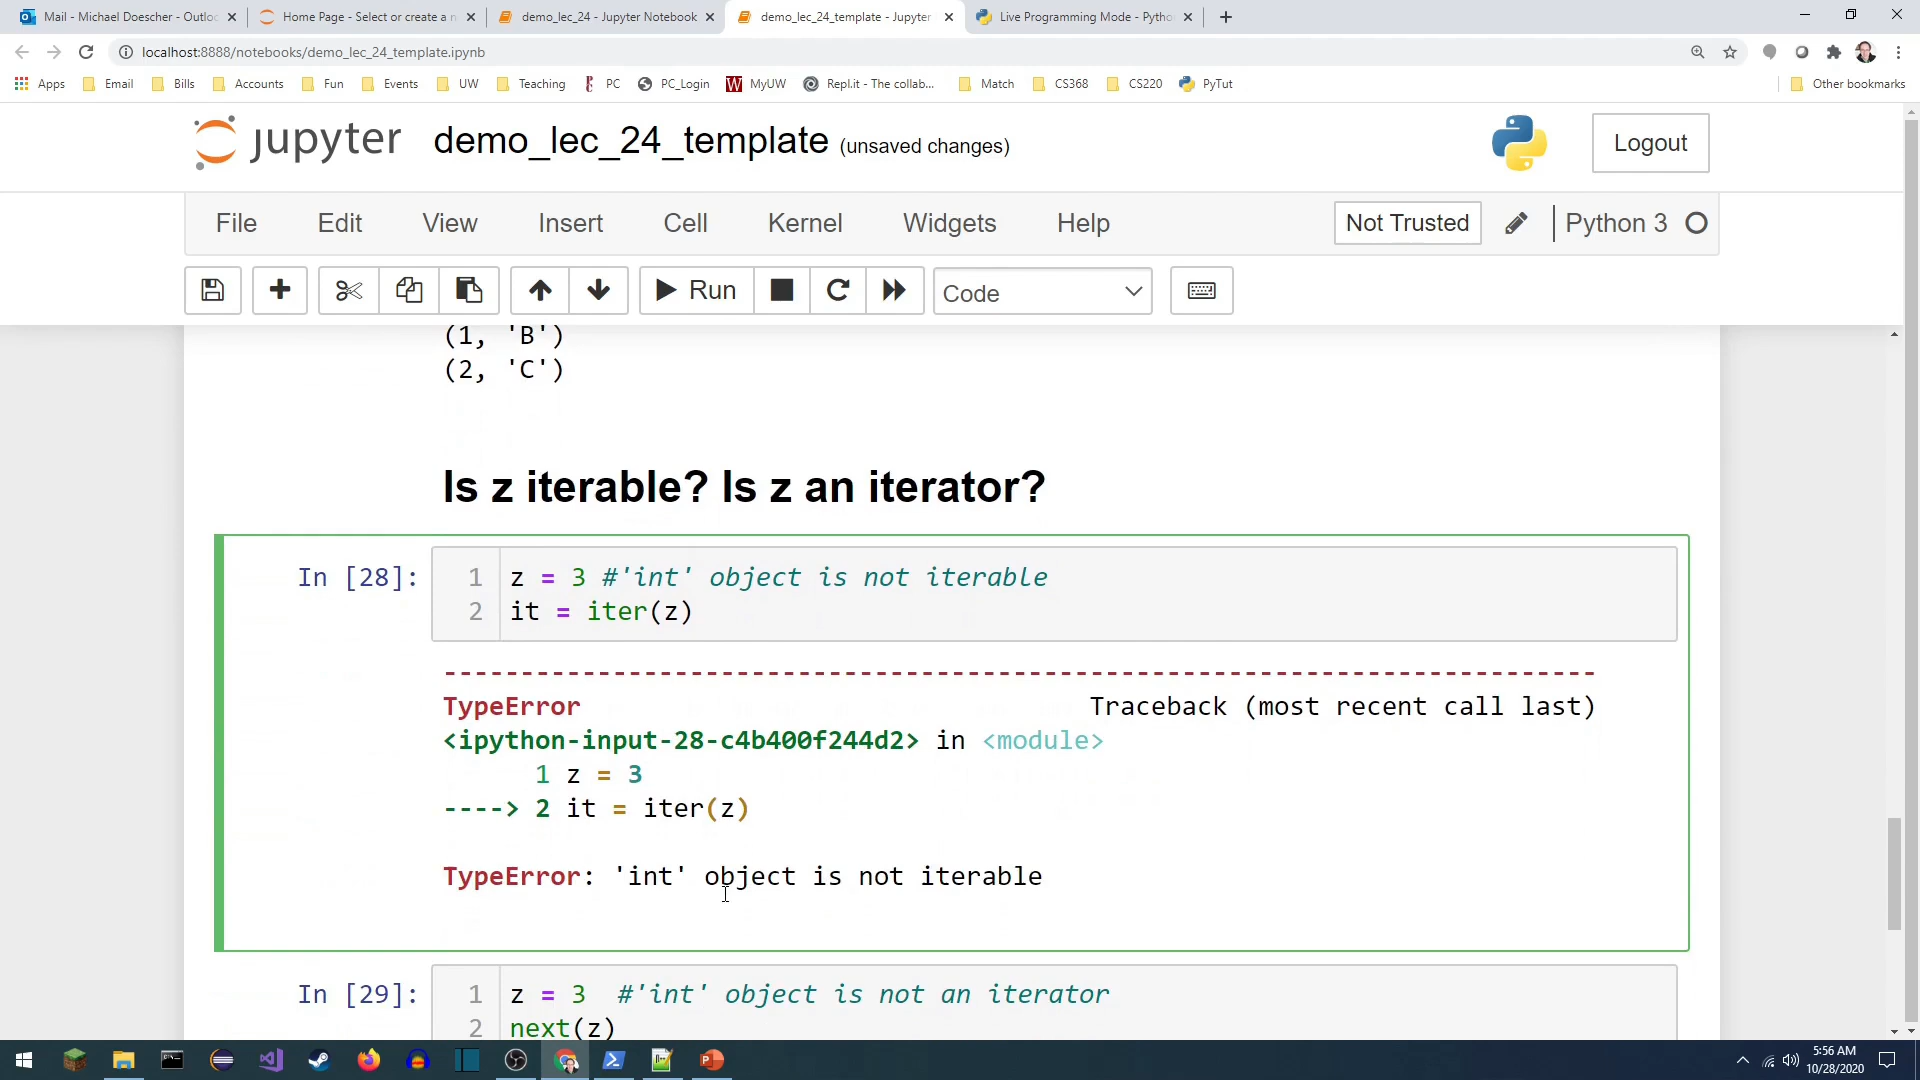 Mail - Michael Doescher - Outloo
Home Page - Select or create a n
demo_lec_24 - Jupyter Notebook
demo_lec_24_template - Jupyter
Live Programming Mode - Pytho
localhost:8888/notebooks/demo_lec_24_template.ipynb
Apps Email Bills Accounts Fun Events UW Teaching PC PC_Login MyUW Repl.it - The collab... Match CS368 CS220 PyTut Other bookmarks
jupyter demo_lec_24_template (unsaved changes) Logout
File Edit View Insert Cell Kernel Widgets Help Not Trusted Python 3
Run Code
(1, 'B')
(2, 'C')
Is z iterable? Is z an iterator?
In [28]: 1 z = 3 #'int' object is not iterable
2 it = iter(z)
---------------------------------------------------------------------------
TypeError Traceback (most recent call last)
<ipython-input-28-c4b400f244d2> in <module>
1 z = 3
----> 2 it = iter(z)
TypeError: 'int' object is not iterable
In [29]: 1 z = 3 #'int' object is not an iterator
2 next(z)
5:56 AM
10/28/2020